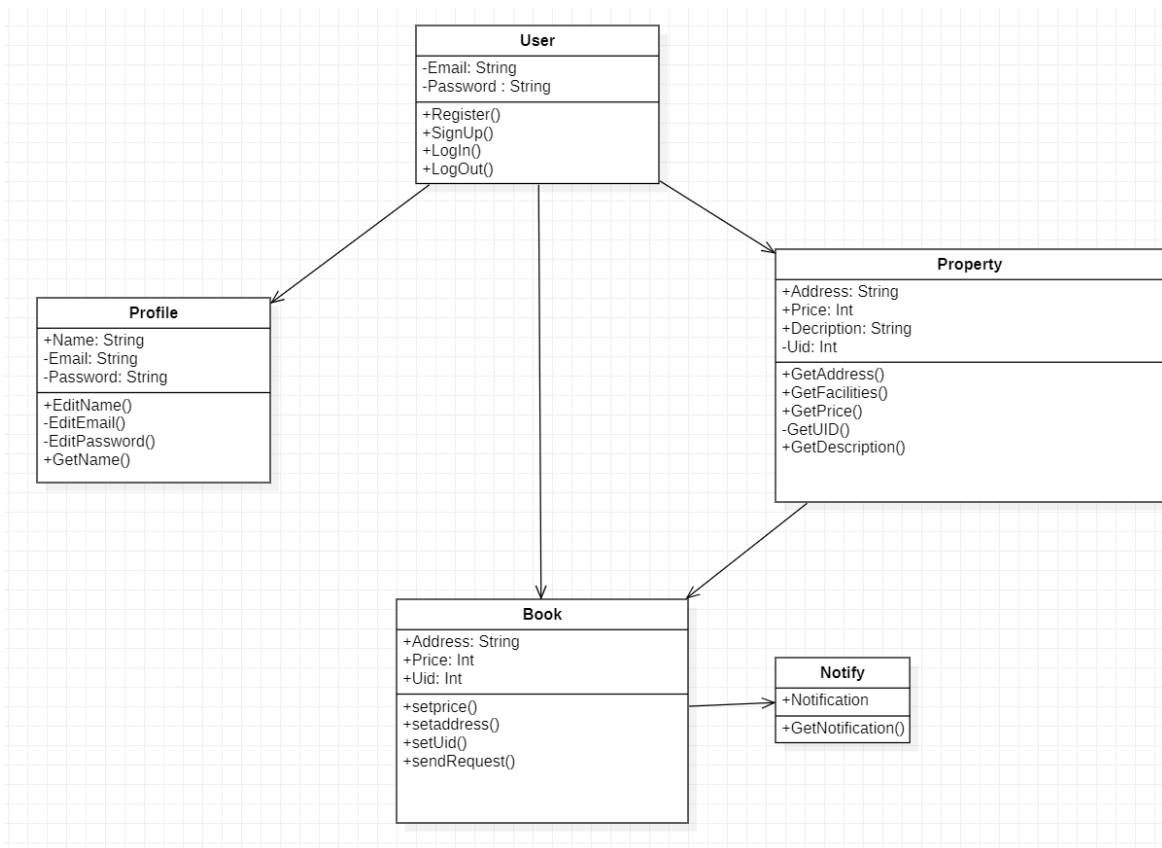 User
-Email: String
-Password : String
+Register()
+SignUp()
+LogIn()
+LogOut()
Profile
+Name: String
-Email: String
-Password: String
+EditName()
-EditEmail()
-EditPassword()
+GetName()
Property
+Address: String
+Price: Int
+Decription: String
-Uid: Int
+GetAddress()
+GetFacilities()
+GetPrice()
-GetUID()
+GetDescription()
Book
+Address: String
+Price: Int
+Uid: Int
+setprice()
+setaddress()
+setUid()
+sendRequest()
Notify
+Notification
+GetNotification()